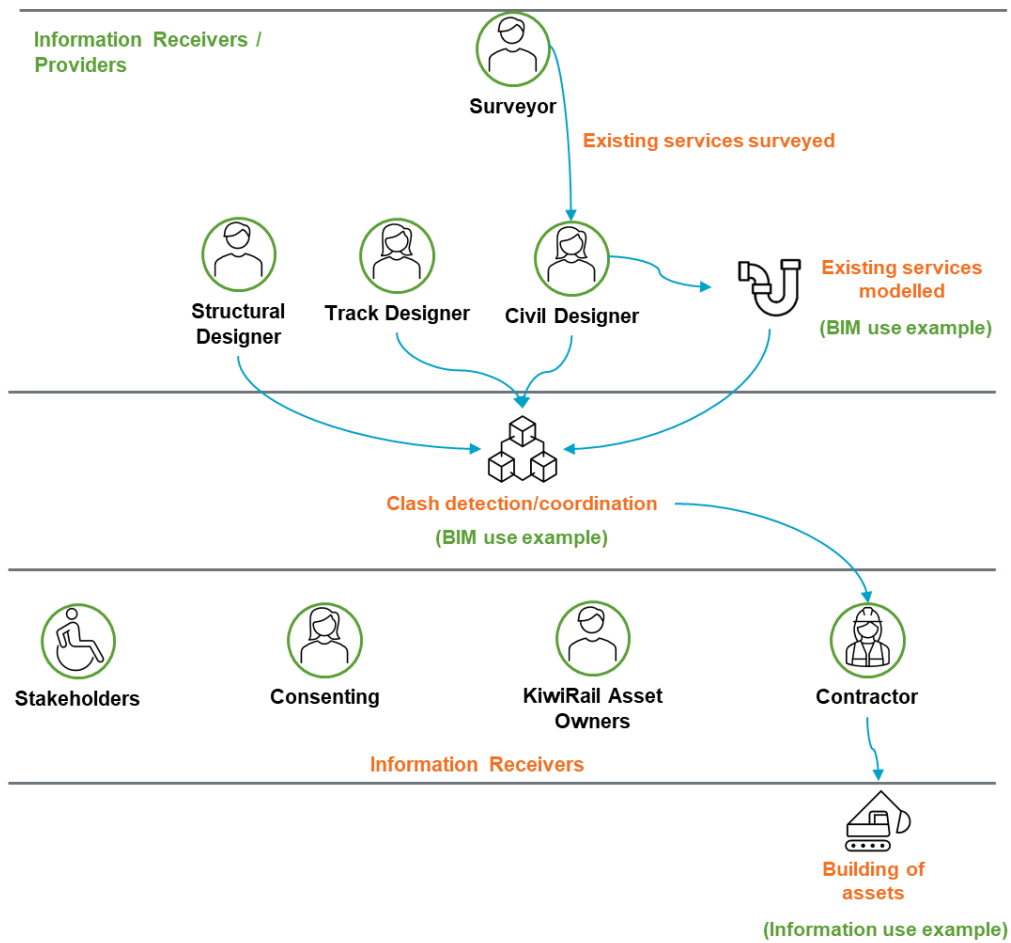 Information Receivers /
Providers
Surveyor
Existing services surveyed
Structural
Designer
Track Designer
Civil Designer
Existing services
modelled
(BIM use example)
Clash detection/coordination
(BIM use example)
Stakeholders
Consenting
KiwiRail Asset
Owners
Contractor
Information Receivers
Building of
assets
(Information use example)